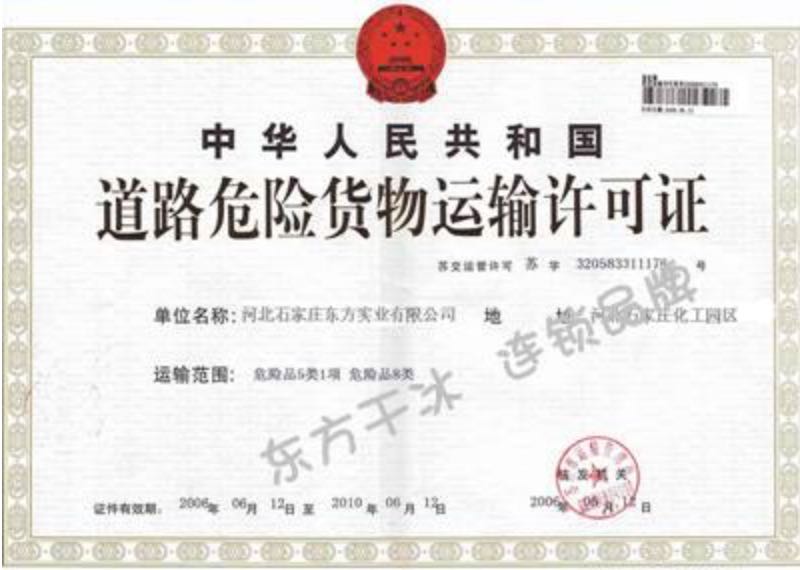 中华人民共和国
道路危险货物运输许可证
苏交运管许可 苏 字 320583311176 号
单位名称:河北石家庄东方实业有限公司 地 址 河北石家庄化工园区
运输范围: 危险品5类1项 危险品8类
东方干冰 连锁品牌
核发机关
证件有效期. 2006年 06月 12日至 2010年 06月 12日 2006年 06月 12日